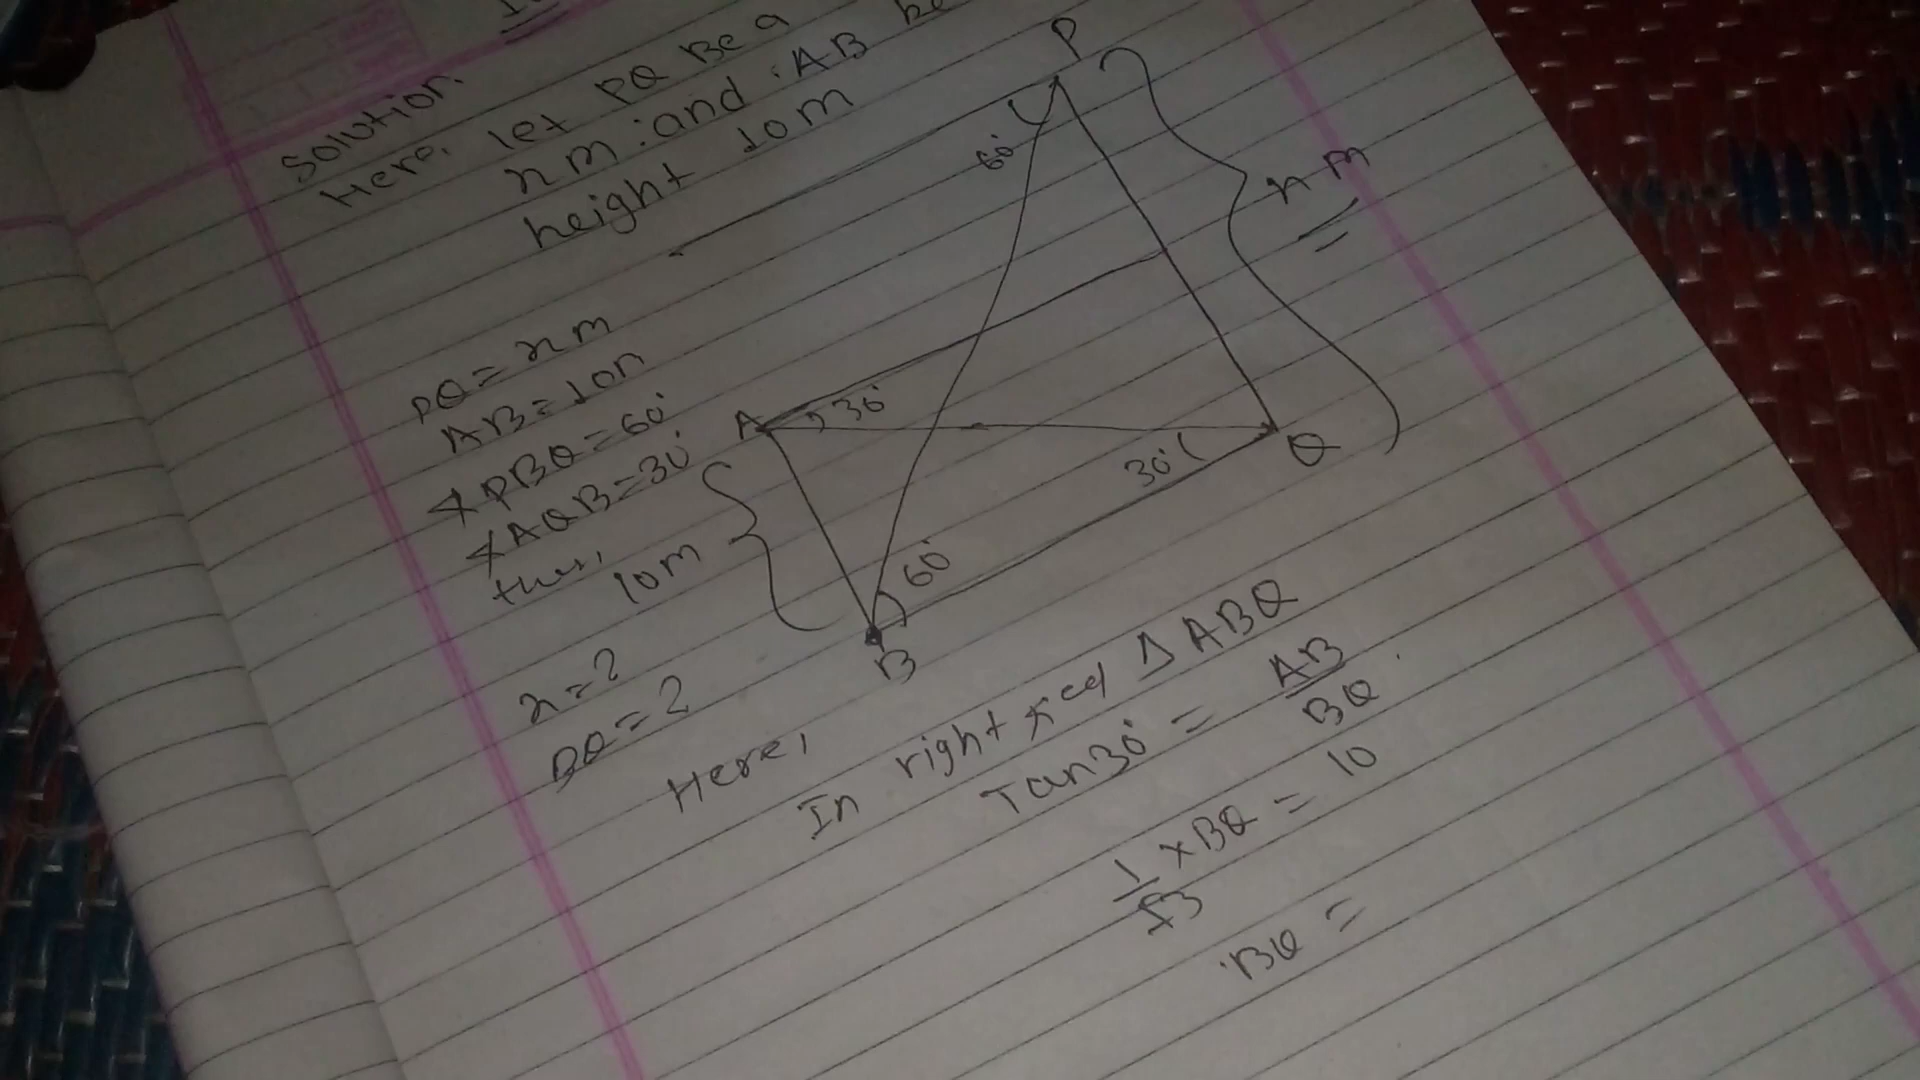 Solution.
Here, let PQ Be a
x m and AB be
height 10m
P
60°
x m
PQ = x m
AB = 10m
∡PBQ = 60°
∡AQB = 30°
then,
A
30°
30°
Q
10m
60°
B
x = ?
BQ = ?
Here,
In right ∡ed Δ ABQ
Tan30° = AB/BQ
1/√3 × BQ = 10
BQ =